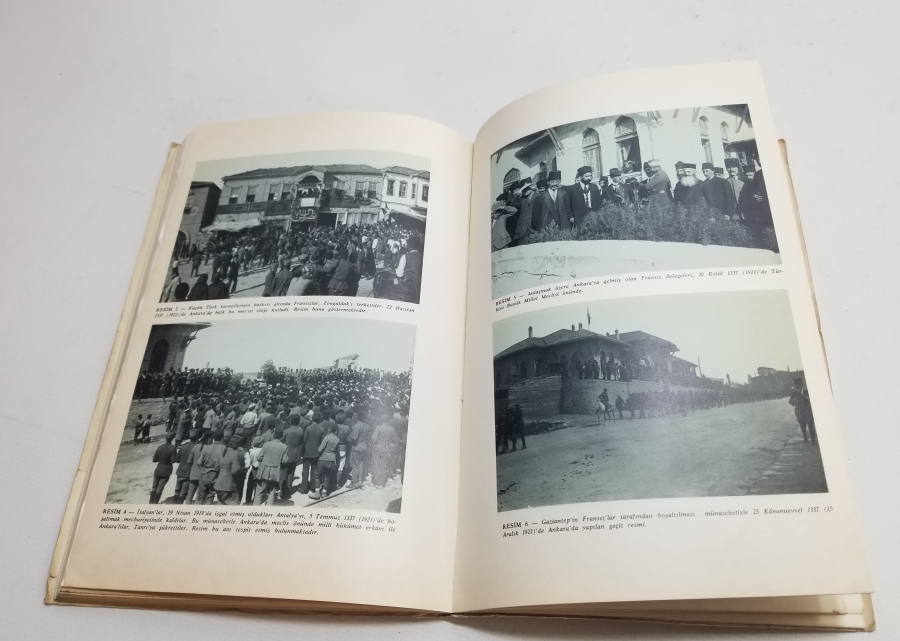 RESİM 3 — Küçük Türk kuvvetlerinin baskısı altında Fransızlar, Zonguldak'ı terkettiler. 22 Haziran
1337 (1921)'de Ankara'da halk bu mes'ut olayı kutladı. Resim bunu göstermektedir.
RESİM 4 — İtalyan'lar, 29 Nisan 1919'da işgal etmiş oldukları Antalya'yı, 5 Temmuz 1337 (1921)'de bo-
şaltmak mecburiyetinde kaldılar. Bu münasebetle Ankara'da meclis önünde milli hükümet erkânı ile
Ankara'lılar, Tanrı'ya şükrettiler. Resim bu anı tespit etmiş bulunmaktadır.
RESİM 5 — Anlaşmak üzere Ankara'ya gelmiş olan Fransız delegeleri, 20 Eylül 1337 (1921)'de Tür-
kiye Büyük Millet Meclisi önünde.
RESİM 6 — Gaziantep'in Fransız'lar tarafından boşaltılması münasebetiyle 25 Kânunuevvel 1337 (25
Aralık 1921)'de Ankara'da yapılan geçit resmi.